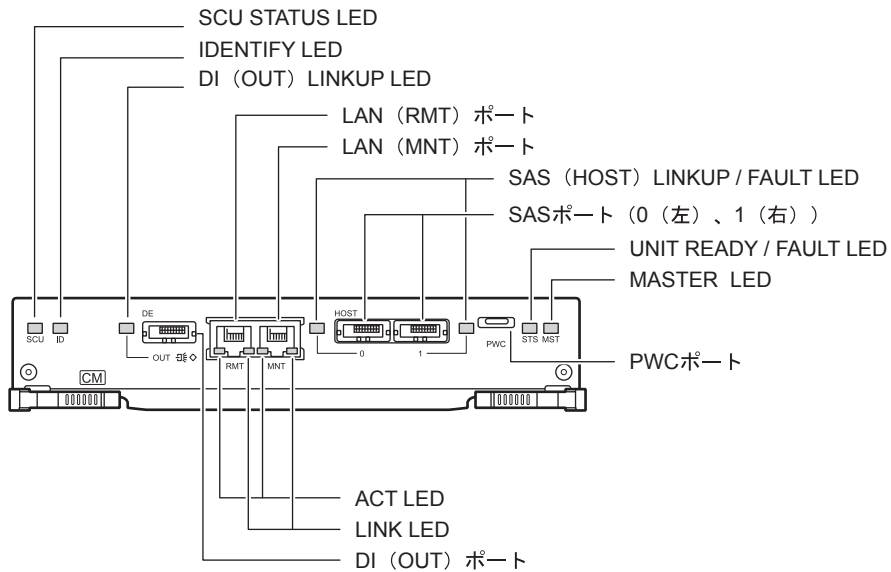 SCU STATUS LED
IDENTIFY LED
DI（OUT）LINKUP LED
LAN（RMT）ポート
LAN（MNT）ポート
SAS（HOST）LINKUP / FAULT LED
SASポート（0（左）、1（右））
UNIT READY / FAULT LED
MASTER LED
DE
HOST
SCU
ID
OUT
RMT
MNT
0
1
PWC
STS
MST
CM
PWCポート
ACT LED
LINK LED
DI（OUT）ポート